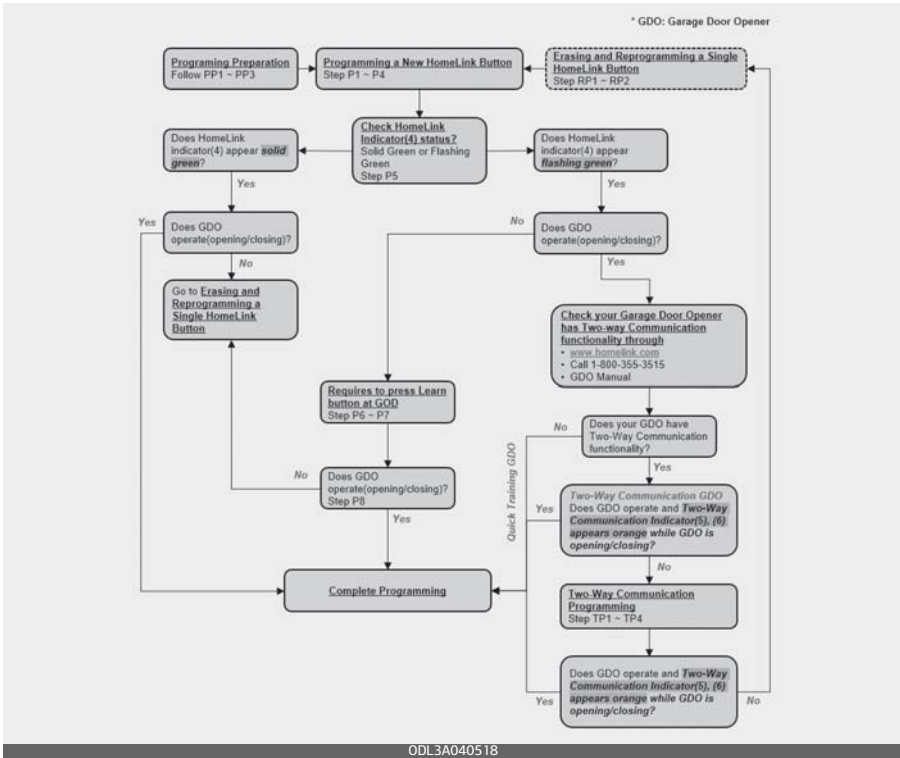 * GDO: Garage Door Opener
Programing Preparation
Follow PP1 ~ PP3
Programming a New HomeLink Button
Step P1 ~ P4
Erasing and Reprogramming a Single
HomeLink Button
Step RP1 ~ RP2
Check HomeLink
Indicator(4) status?
Solid Green or Flashing
Green
Step P5
Does HomeLink
indicator(4) appear solid
green?
Does HomeLink
indicator(4) appear
flashing green?
Yes
Yes
Yes
Does GDO
operate(opening/closing)?
No
Does GDO
operate(opening/closing)?
No
Yes
Go to Erasing and
Reprogramming a
Single HomeLink
Button
Check your Garage Door Opener
has Two-way Communication
functionality through
• www.homelink.com
• Call 1-800-355-3515
• GDO Manual
Requires to press Learn
button at GOD
Step P6 ~ P7
No
Does your GDO have
Two-Way Communication
functionality?
Yes
Quick Training GDO
No
Does GDO
operate(opening/closing)?
Step P8
Yes
Yes
Two-Way Communication GDO
Does GDO operate and Two-Way
Communication Indicator(5), (6)
appears orange while GDO is
opening/closing?
No
Complete Programming
Two-Way Communication
Programming
Step TP1 ~ TP4
Does GDO operate and Two-Way
Communication Indicator(5), (6)
appears orange while GDO is
opening/closing?
Yes
No
ODL3A040518